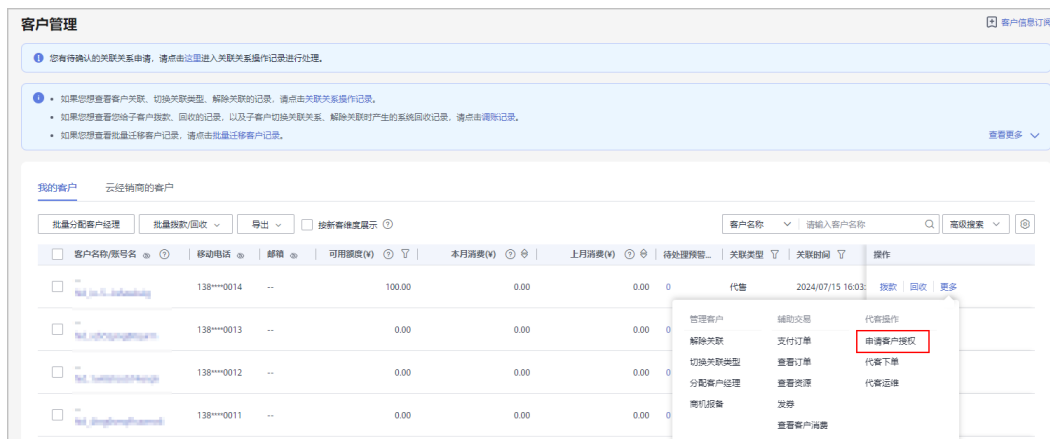 客户管理
客户信息订阅
您有待确认的关联关系申请，请点击这里进入关联关系操作记录进行处理。
如果您想查看客户关联、切换关联类型、解除关联的记录，请点击关联关系操作记录。
如果您想查看您给子客户拨款、回收的记录，以及子客户切换关联关系、解除关联时产生的系统回收记录，请点击调账记录。
如果您想查看批量迁移客户记录，请点击批量迁移客户记录。
查看更多
我的客户 云经销商的客户
批量分配客户经理 批量拨款/回收 导出 按新客维度展示 客户名称 请输入客户名称 高级搜索
客户名称/账号名 移动电话 邮箱 可用额度(¥) 本月消费(¥) 上月消费(¥) 待处理预警... 关联类型 关联时间 操作
--
138****0014 -- 100.00 0.00 0.00 0 代售 2024/07/15 16:03: 拨款 回收 更多
--
138****0013 -- 0.00 0.00 0.00 0
--
138****0012 -- 0.00 0.00 0.00 0
--
138****0011 -- 0.00 0.00 0.00 0
管理客户 辅助交易 代客操作
解除关联 支付订单 申请客户授权
切换关联类型 查看订单 代客下单
分配客户经理 查看资源 代客运维
商机报备 发券
查看客户消费